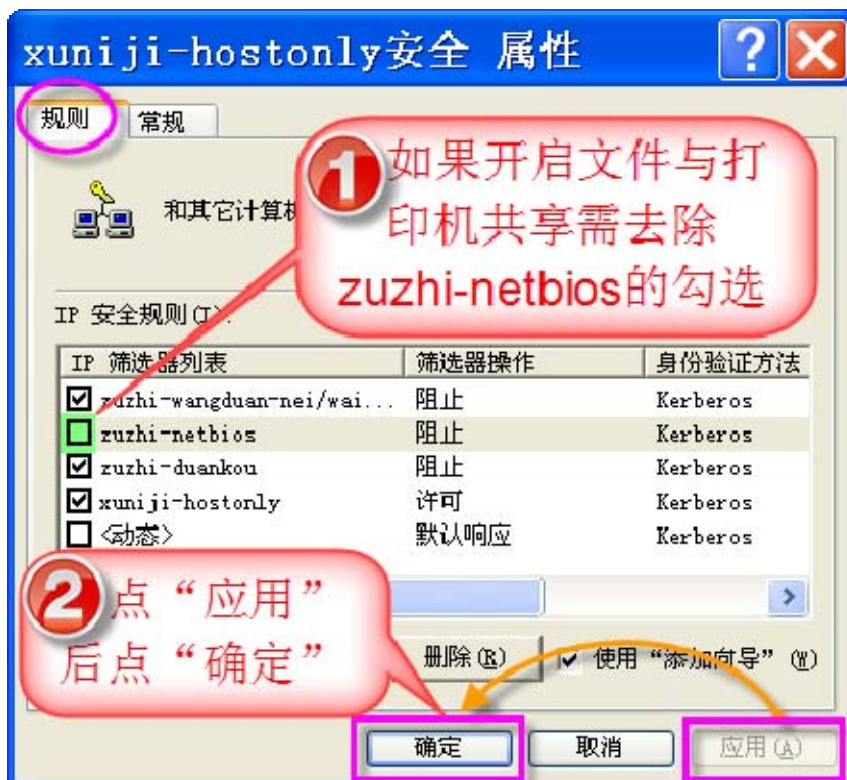 xuniji-hostonly安全 属性
规则 常规
1 如果开启文件与打
印机共享需去除
zuzhi-netbios的勾选
和其它计算机
IP 安全规则(I):
IP 筛选器列表 筛选器操作 身份验证方法
zuzhi-wangduan-nei/wai... 阻止 Kerberos
zuzhi-netbios 阻止 Kerberos
zuzhi-duankou 阻止 Kerberos
xuniji-hostonly 许可 Kerberos
<动态> 默认响应 Kerberos
2 点“应用”
后点“确定”
删除(R) 使用“添加向导”(W)
确定 取消 应用(A)